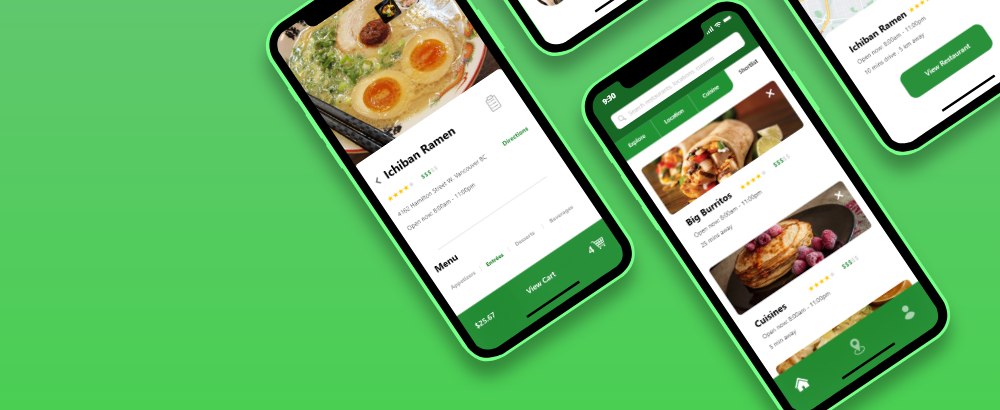 Ichiban Ramen
$$$$$
4162 Hamilton Street W. Vancouver BC
Directions
Open now: 8:00am - 11:00pm
Menu
Appetizers
Entrées
Desserts
Beverages
$25.67
View Cart
4
9:30
Search restaurants, locations, cuisines
Explore
Location
Cuisine
Shortlist
Big Burritos
$$$$$
Open now: 8:00am - 11:00pm
25 mins away
Cuisines
$$$$$
Open now: 8:00am - 11:00pm
5 min away
Ichiban Ramen
Open now: 8:00am - 11:00pm
10 mins drive . 5 km away
View Restaurant